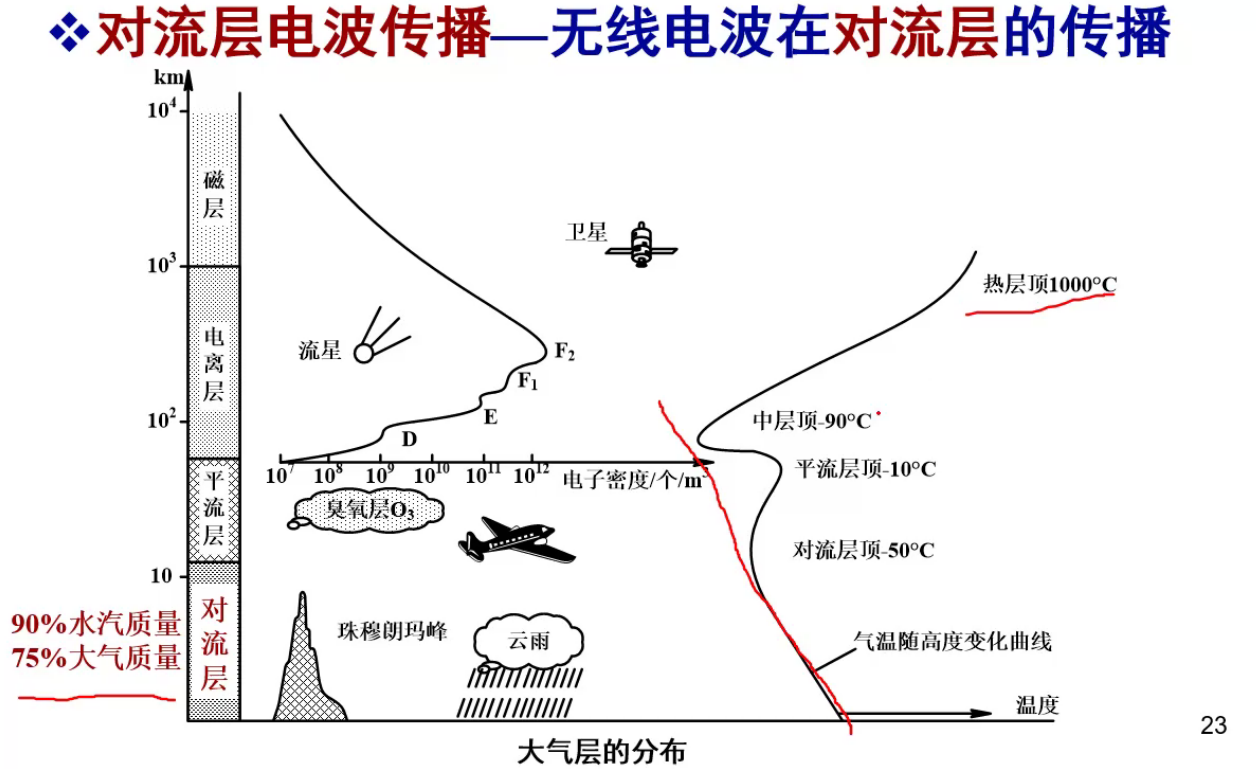 ❖对流层电波传播—无线电波在对流层的传播
km
10⁴
磁层
卫星
10³
热层顶1000°C
电离层
流星
F₂
F₁
10²
E
中层顶-90°C
D
10⁷ 10⁸ 10⁹ 10¹⁰ 10¹¹ 10¹² 电子密度/个/m
平流层顶-10°C
平流层
臭氧层O₃
对流层顶-50°C
10
对流层
90%水汽质量
75%大气质量
珠穆朗玛峰
云雨
气温随高度变化曲线
温度
23
大气层的分布